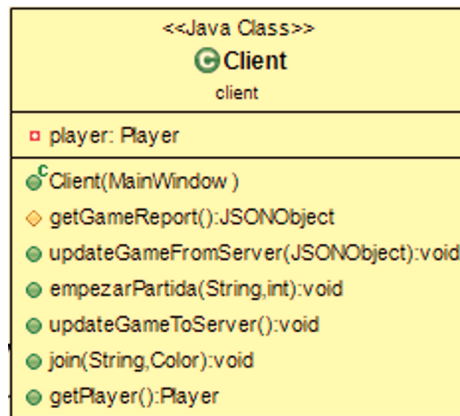 <<Java Class>>
C Client
client
player: Player
C Client(MainWindow )
getGameReport():JSONObject
updateGameFromServer(JSONObject):void
empezarPartida(String,int):void
updateGameToServer():void
join(String,Color):void
getPlayer():Player